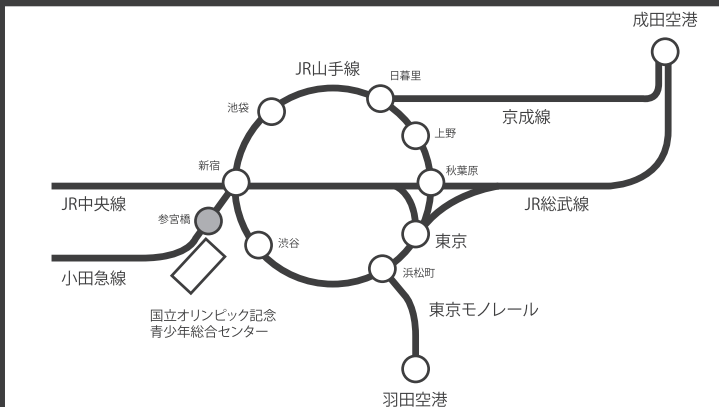 成田空港
JR山手線
日暮里
池袋
京成線
上野
新宿
秋葉原
JR中央線
JR総武線
参宮橋
渋谷
東京
小田急線
浜松町
国立オリンピック記念
青少年総合センター
東京モノレール
羽田空港